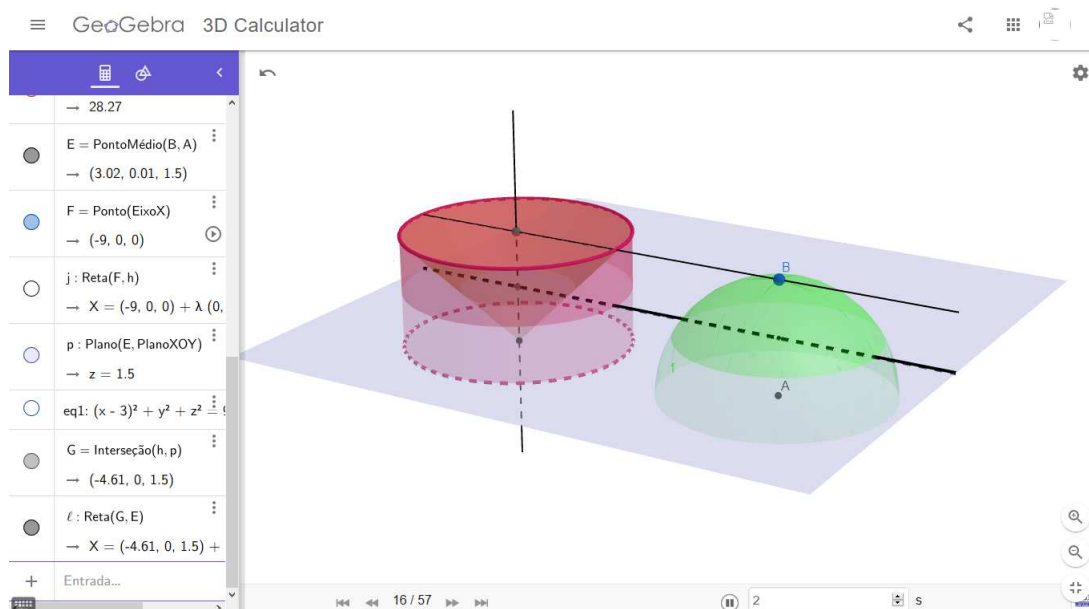 GeoGebra 3D Calculator
→ 28.27
E = PontoMédio(B, A)
→ (3.02, 0.01, 1.5)
F = Ponto(EixoX)
→ (-9, 0, 0)
j : Reta(F, h)
→ X = (-9, 0, 0) + λ (0,
p : Plano(E, PlanoXOY)
→ z = 1.5
eq1: (x - 3)² + y² + z² =
G = Interseção(h, p)
→ (-4.61, 0, 1.5)
ℓ : Reta(G, E)
→ X = (-4.61, 0, 1.5) +
Entrada...
B
f
A
16 / 57
2 s